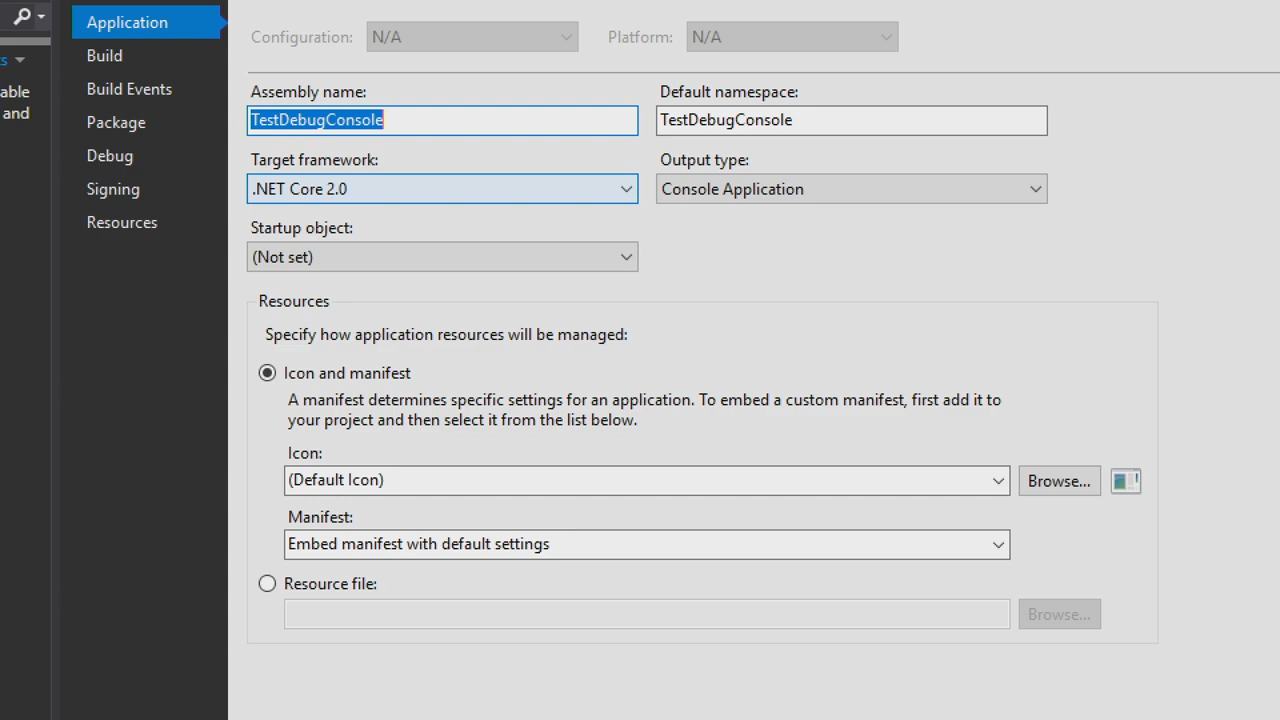 s
able
and
Application
Build
Build Events
Package
Debug
Signing
Resources
Configuration: N/A Platform: N/A
Assembly name: Default namespace:
TestDebugConsole TestDebugConsole
Target framework: Output type:
.NET Core 2.0 Console Application
Startup object:
(Not set)
Resources
Specify how application resources will be managed:
Icon and manifest
A manifest determines specific settings for an application. To embed a custom manifest, first add it to
your project and then select it from the list below.
Icon:
(Default Icon) Browse...
Manifest:
Embed manifest with default settings
Resource file:
Browse...